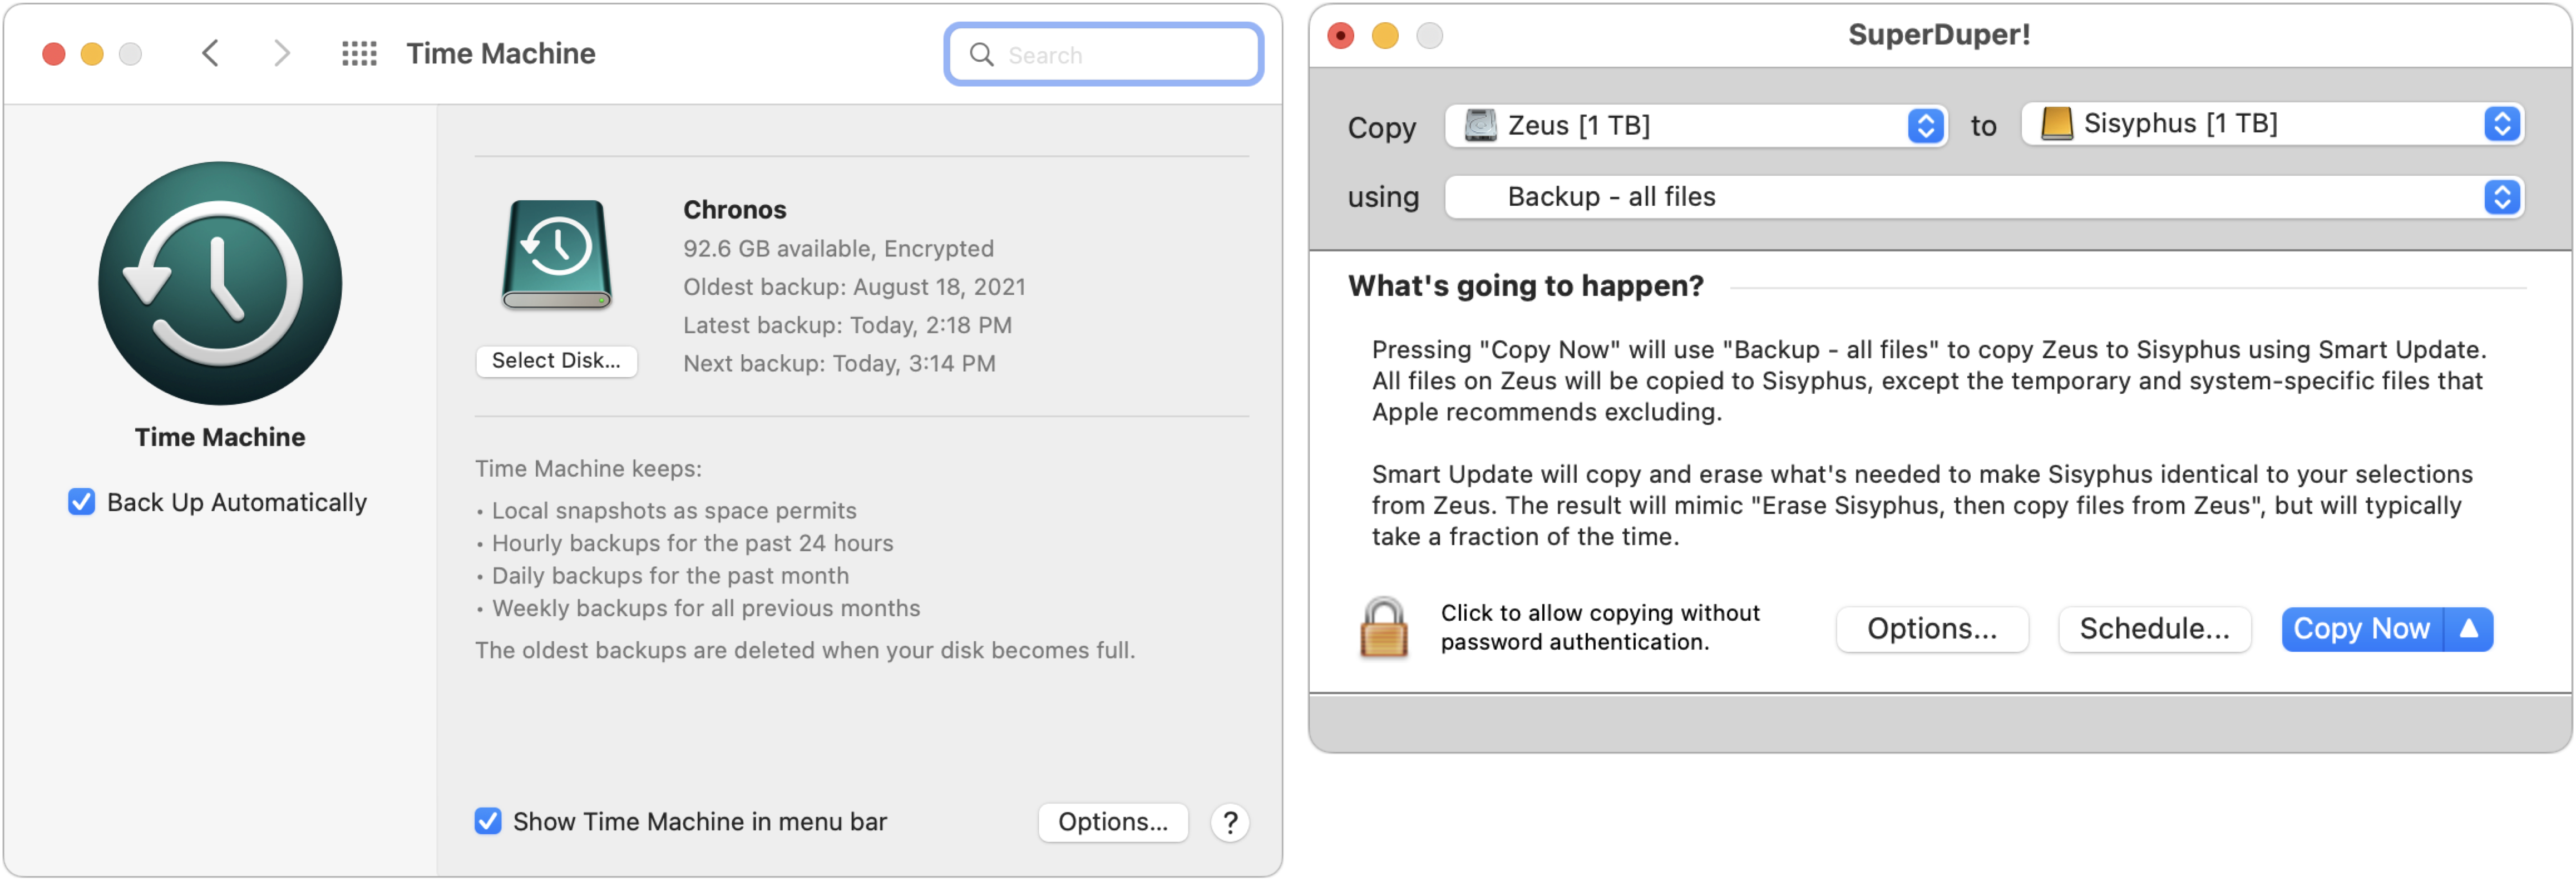 Time Machine
Search
Time Machine
Back Up Automatically
Chronos
92.6 GB available, Encrypted
Oldest backup: August 18, 2021
Latest backup: Today, 2:18 PM
Next backup: Today, 3:14 PM
Select Disk...
Time Machine keeps:
• Local snapshots as space permits
• Hourly backups for the past 24 hours
• Daily backups for the past month
• Weekly backups for all previous months
The oldest backups are deleted when your disk becomes full.
Show Time Machine in menu bar
Options...
?
SuperDuper!
Copy Zeus [1 TB] to Sisyphus [1 TB]
using Backup - all files
What's going to happen?
Pressing "Copy Now" will use "Backup - all files" to copy Zeus to Sisyphus using Smart Update.
All files on Zeus will be copied to Sisyphus, except the temporary and system-specific files that
Apple recommends excluding.
Smart Update will copy and erase what's needed to make Sisyphus identical to your selections
from Zeus. The result will mimic "Erase Sisyphus, then copy files from Zeus", but will typically
take a fraction of the time.
Click to allow copying without
password authentication.
Options...
Schedule...
Copy Now